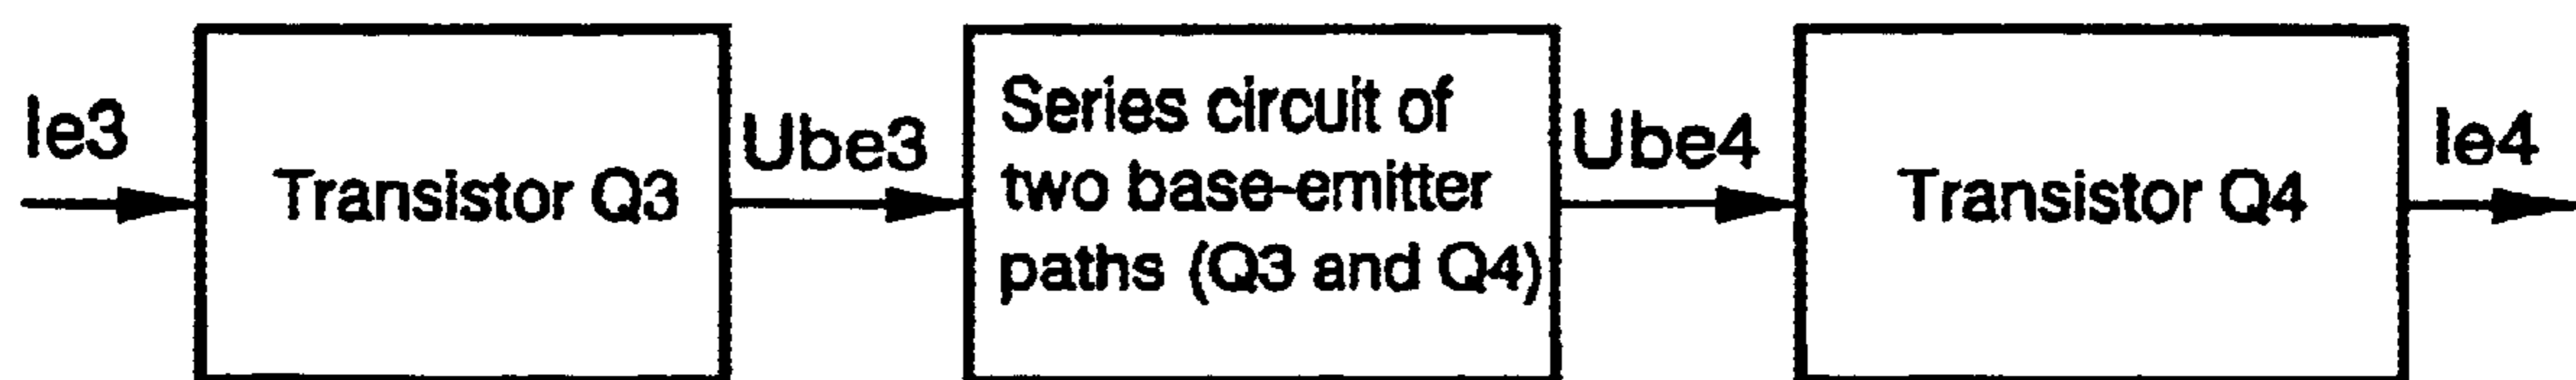 Ie3
Transistor Q3
Ube3
Series circuit of
two base-emitter
paths (Q3 and Q4)
Ube4
Transistor Q4
Ie4